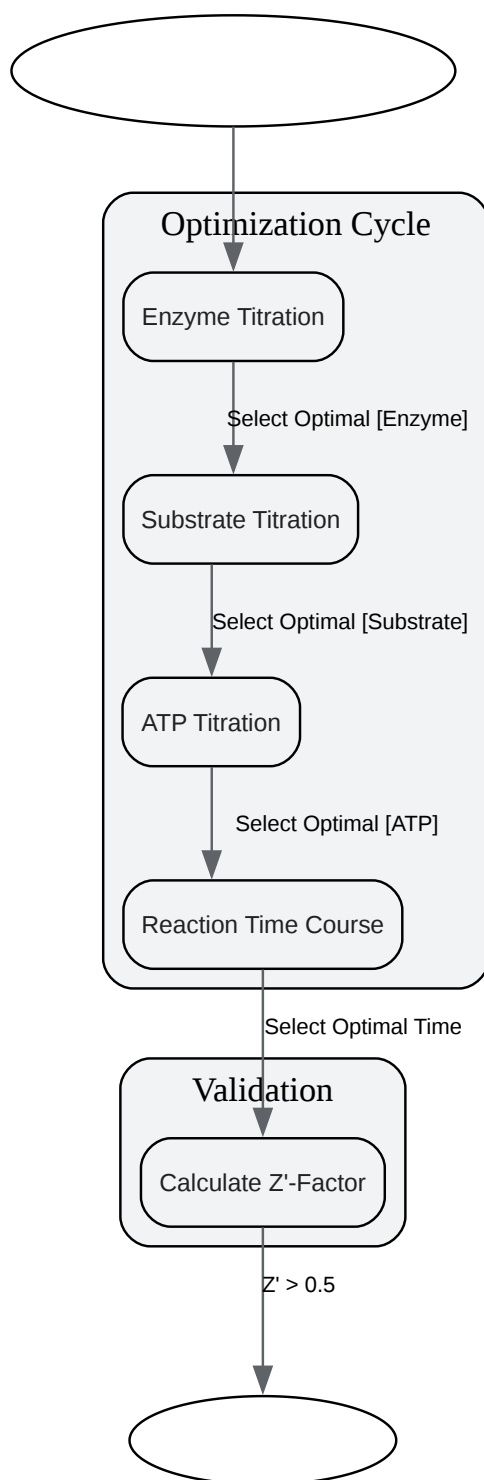 Optimization Cycle
Enzyme Titration
Select Optimal [Enzyme]
Substrate Titration
Select Optimal [Substrate]
ATP Titration
Select Optimal [ATP]
Reaction Time Course
Select Optimal Time
Validation
Calculate Z'-Factor
Z' > 0.5